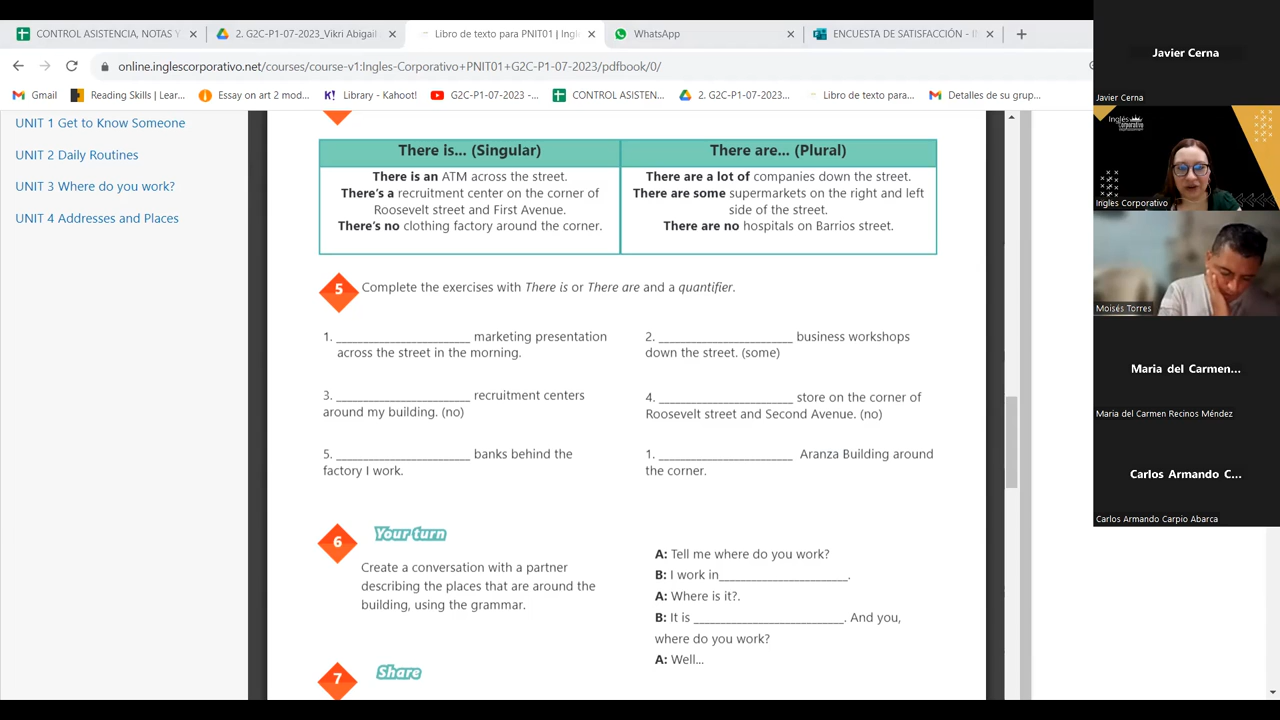 CONTROL ASISTENCIA, NOTAS Y
2. G2C-P1-07-2023_Vikri Abigail
Libro de texto para PNIT01 | Ingl
WhatsApp
ENCUESTA DE SATISFACCIÓN - I
online.inglescorporativo.net/courses/course-v1:Ingles-Corporativo+PNIT01+G2C-P1-07-2023/pdfbook/0/
Gmail
Reading Skills | Lear...
Essay on art 2 mod...
Library - Kahoot!
G2C-P1-07-2023 -...
CONTROL ASISTEN...
2. G2C-P1-07-2023...
Libro de texto para...
Detalles de su grup...
UNIT 1 Get to Know Someone
UNIT 2 Daily Routines
UNIT 3 Where do you work?
UNIT 4 Addresses and Places
There is... (Singular)
There is an ATM aross the street.
There's a recruitment center on the corner of
Roosevelt street and First Avenue.
There's no clothing factory around the corner.
There are... (Plural)
There are a lot of companies down the street.
There are some supermarkets on the right and left
side of the street.
There are no hospitals on Barrios street.
5
Complete the exercises with There is or There are and a quantifier.
1. ____________________ marketing presentation
across the street in the morning.
2. ____________________ business workshops
down the street. (some)
3. ____________________ recruitment centers
around my building. (no)
4. ____________________ store on the corner of
Roosevelt street and Second Avenue. (no)
5. ____________________ banks behind the
factory I work.
1. ____________________ Aranza Building around
the corner.
6
Your turn
Create a conversation with a partner
describing the places that are around the
building, using the grammar.
A: Tell me where do you work?
B: I work in____________________.
A: Where is it?.
B: It is ______________________. And you,
where do you work?
A: Well...
7
Share
Javier Cerna
Javier Cerna
Inglés
Corporativo
Ingles Corporativo
Moisés Torres
Maria del Carmen...
Maria del Carmen Recinos Méndez
Carlos Armando C...
Carlos Armando Carpio Abarca